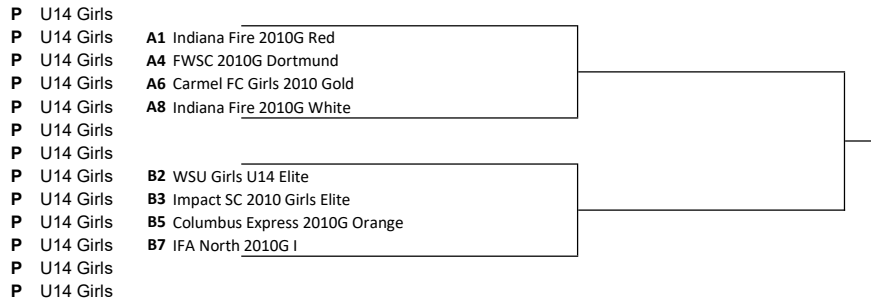 P U14 Girls
P U14 Girls A1 Indiana Fire 2010G Red
P U14 Girls A4 FWSC 2010G Dortmund
P U14 Girls A6 Carmel FC Girls 2010 Gold
P U14 Girls A8 Indiana Fire 2010G White
P U14 Girls
P U14 Girls
P U14 Girls B2 WSU Girls U14 Elite
P U14 Girls B3 Impact SC 2010 Girls Elite
P U14 Girls B5 Columbus Express 2010G Orange
P U14 Girls B7 IFA North 2010G I
P U14 Girls
P U14 Girls